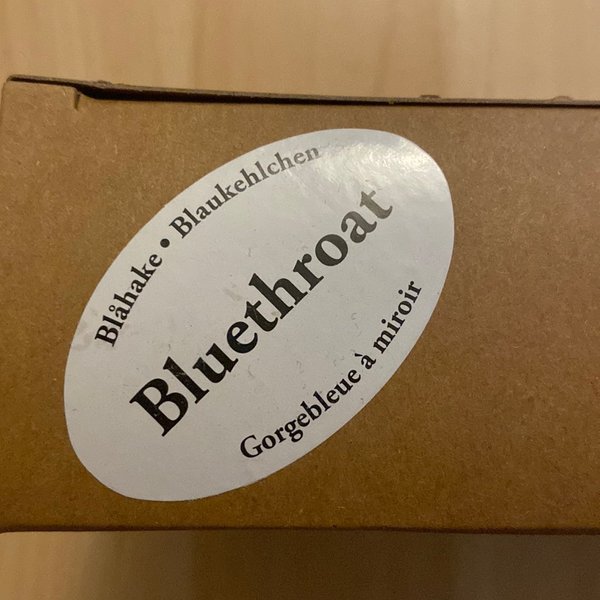 Blåhake • Blaukehlchen
Bluethroat
Gorgebleue à miroir